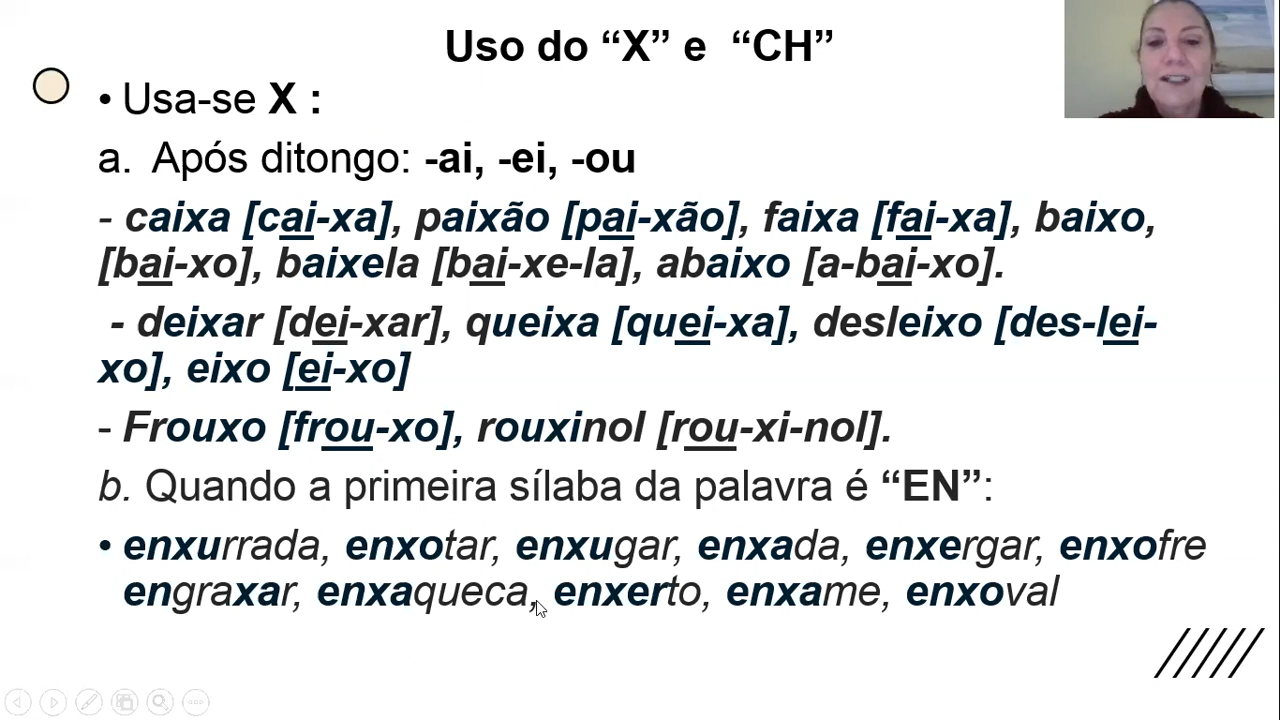 Uso do “X” e “CH”
• Usa-se X :
a. Após ditongo: -ai, -ei, -ou
- caixa [cai-xa], paixão [pai-xão], faixa [fai-xa], baixo,
[bai-xo], baixela [bai-xe-la], abaixo [a-bai-xo].
- deixar [dei-xar], queixa [quei-xa], desleixo [des-lei-
xo], eixo [ei-xo]
- Frouxo [frou-xo], rouxinol [rou-xi-nol].
b. Quando a primeira sílaba da palavra é “EN”:
• enxurrada, enxotar, enxugar, enxada, enxergar, enxofre
engraxar, enxaqueca, enxerto, enxame, enxoval